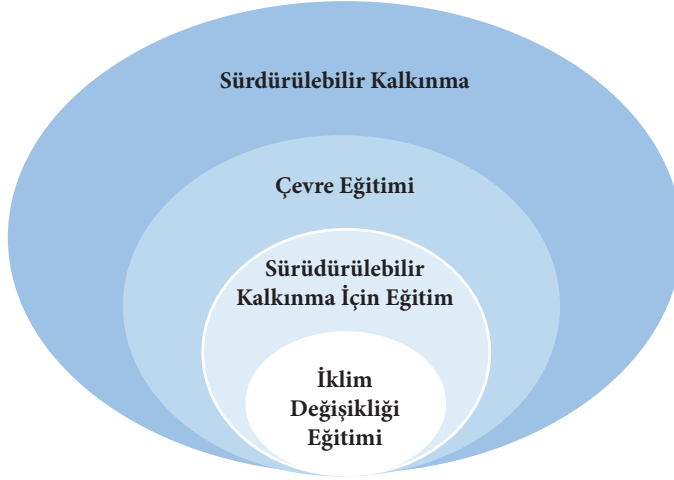 Sürdürülebilir Kalkınma
Çevre Eğitimi
Sürüdürülebilir
Kalkınma İçin Eğitim
İklim
Değişikliği
Eğitimi